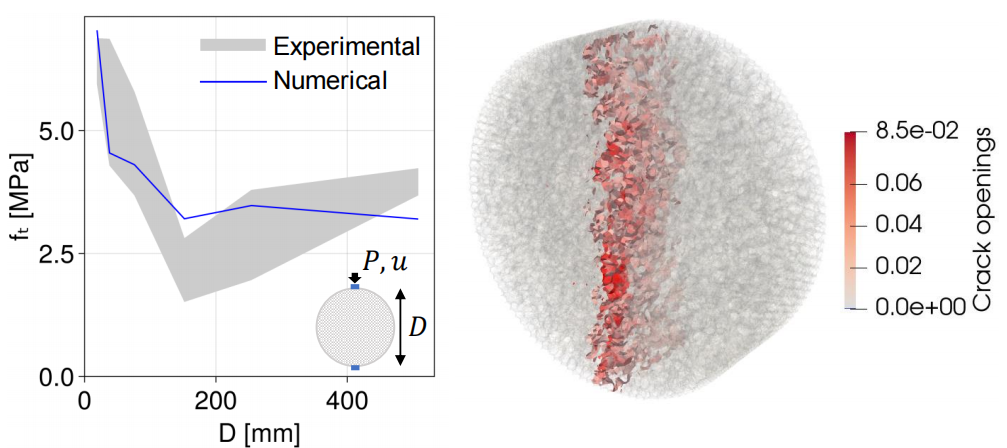 Experimental
Numerical
5.0
2.5
0.0
fₜ [MPa]
P, u
D
0
200
400
D [mm]
8.5e-02
0.06
0.04
0.02
0.0e+00
Crack openings